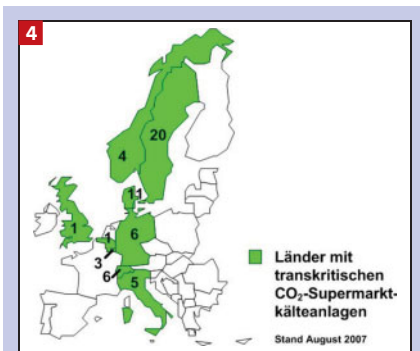 4
20
4
11
1
1
6
3
6
5
Länder mit
transkritischen
CO₂-Supermarkt-
kälteanlagen
Stand August 2007